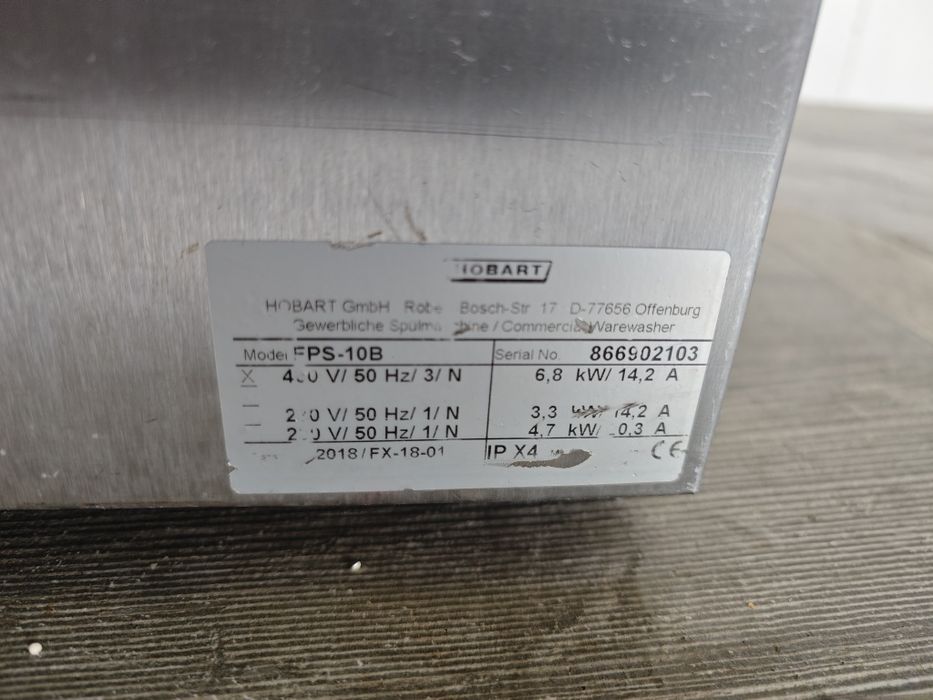 HOBART
HOBART GmbH Bosch-Str 17 D-77656 Offenburg
Gewerbliche / Commercial Warewasher
Model FPS-10B Serial No. 866902103
X V/ 50 Hz/ 3/ N 6,8 kW/ 14,2 A
V/ 50 Hz/ 1/ N 3,3 14,2 A
V/ 50 Hz/ 1/ N 4,7 kW/ A
2018/FX-18-01 IP X4 CE